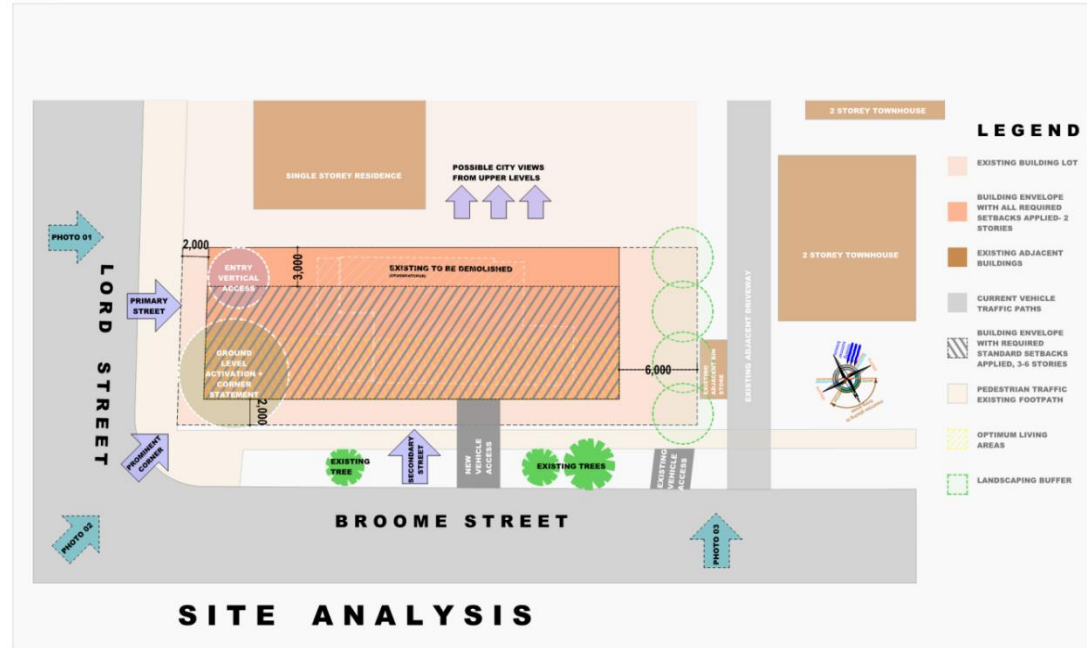 2 STOREY TOWNHOUSE
LEGEND
SINGLE STOREY RESIDENCE
POSSIBLE CITY VIEWS
FROM UPPER LEVELS
EXISTING BUILDING LOT
BUILDING ENVELOPE
WITH ALL REQUIRED
SETBACKS APPLIED- 2
STORIES
PHOTO 01
2,000
2 STOREY TOWNHOUSE
EXISTING ADJACENT
BUILDINGS
ENTRY
VERTICAL
ACCESS
3,000
EXISTING TO BE DEMOLISHED
LORD STREET
PRIMARY
STREET
EXISTING ADJACENT DRIVEWAY
CURRENT VEHICLE
TRAFFIC PATHS
BUILDING ENVELOPE
WITH REQUIRED
STANDARD SETBACKS
APPLIED, 3-6 STORIES
GROUND
LEVEL
ACTIVATION +
CORNER
STATEMENT
6,000
EXISTING
ADJACENT BIN
STORE
PEDESTRIAN TRAFFIC
EXISTING FOOTPATH
2,000
PROMINENT
CORNER
OPTIMUM LIVING
AREAS
EXISTING
TREE
SECONDARY
STREET
NEW
VEHICLE
ACCESS
EXISTING TREES
EXISTING
VEHICLE
ACCESS
LANDSCAPING BUFFER
PHOTO 02
BROOME STREET
PHOTO 03
SITE ANALYSIS